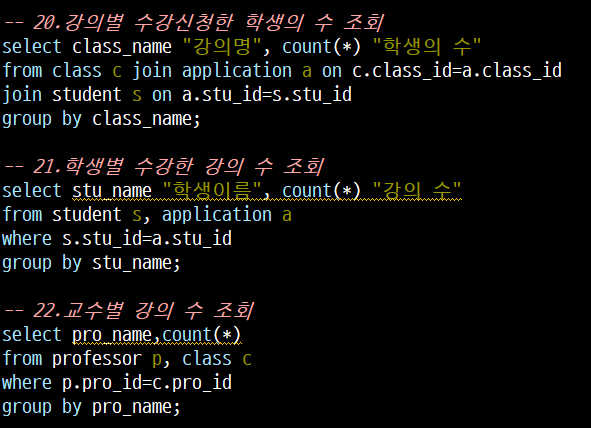 -- 20.강의별 수강신청한 학생의 수 조회
select class_name "강의명", count(*) "학생의 수"
from class c join application a on c.class_id=a.class_id
join student s on a.stu_id=s.stu_id
group by class_name;
-- 21.학생별 수강한 강의 수 조회
select stu_name "학생이름", count(*) "강의 수"
from student s, application a
where s.stu_id=a.stu_id
group by stu_name;
-- 22.교수별 강의 수 조회
select pro_name,count(*)
from professor p, class c
where p.pro_id=c.pro_id
group by pro_name;